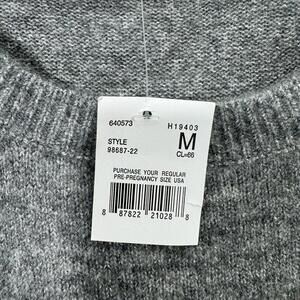 640573 H19403
STYLE M
98687-22 CL=66
PURCHASE YOUR REGULAR
PRE-PREGNANCY SIZE USA
8 87822 21028 8